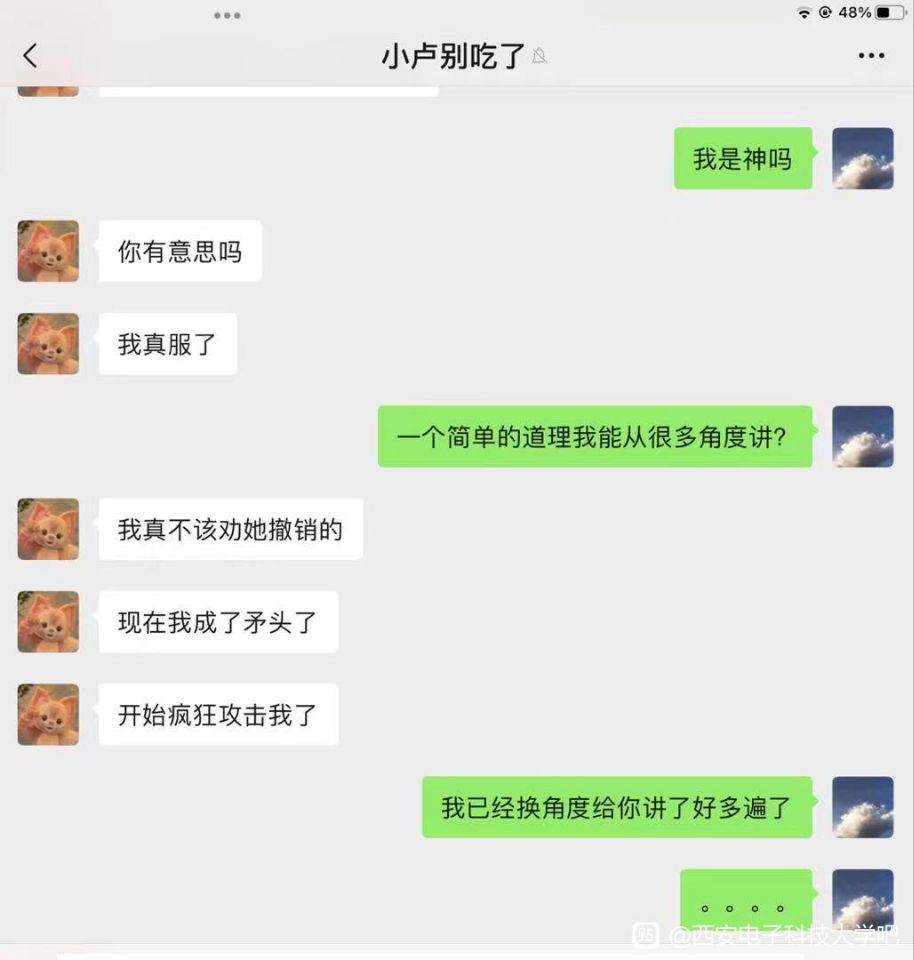 48%
小卢别吃了
我是神吗
你有意思吗
我真服了
一个简单的道理我能从很多角度讲?
我真不该劝她撤销的
现在我成了矛头了
开始疯狂攻击我了
我已经换角度给你讲了好多遍了
。。。。
贴 @西安电子科技大学吧